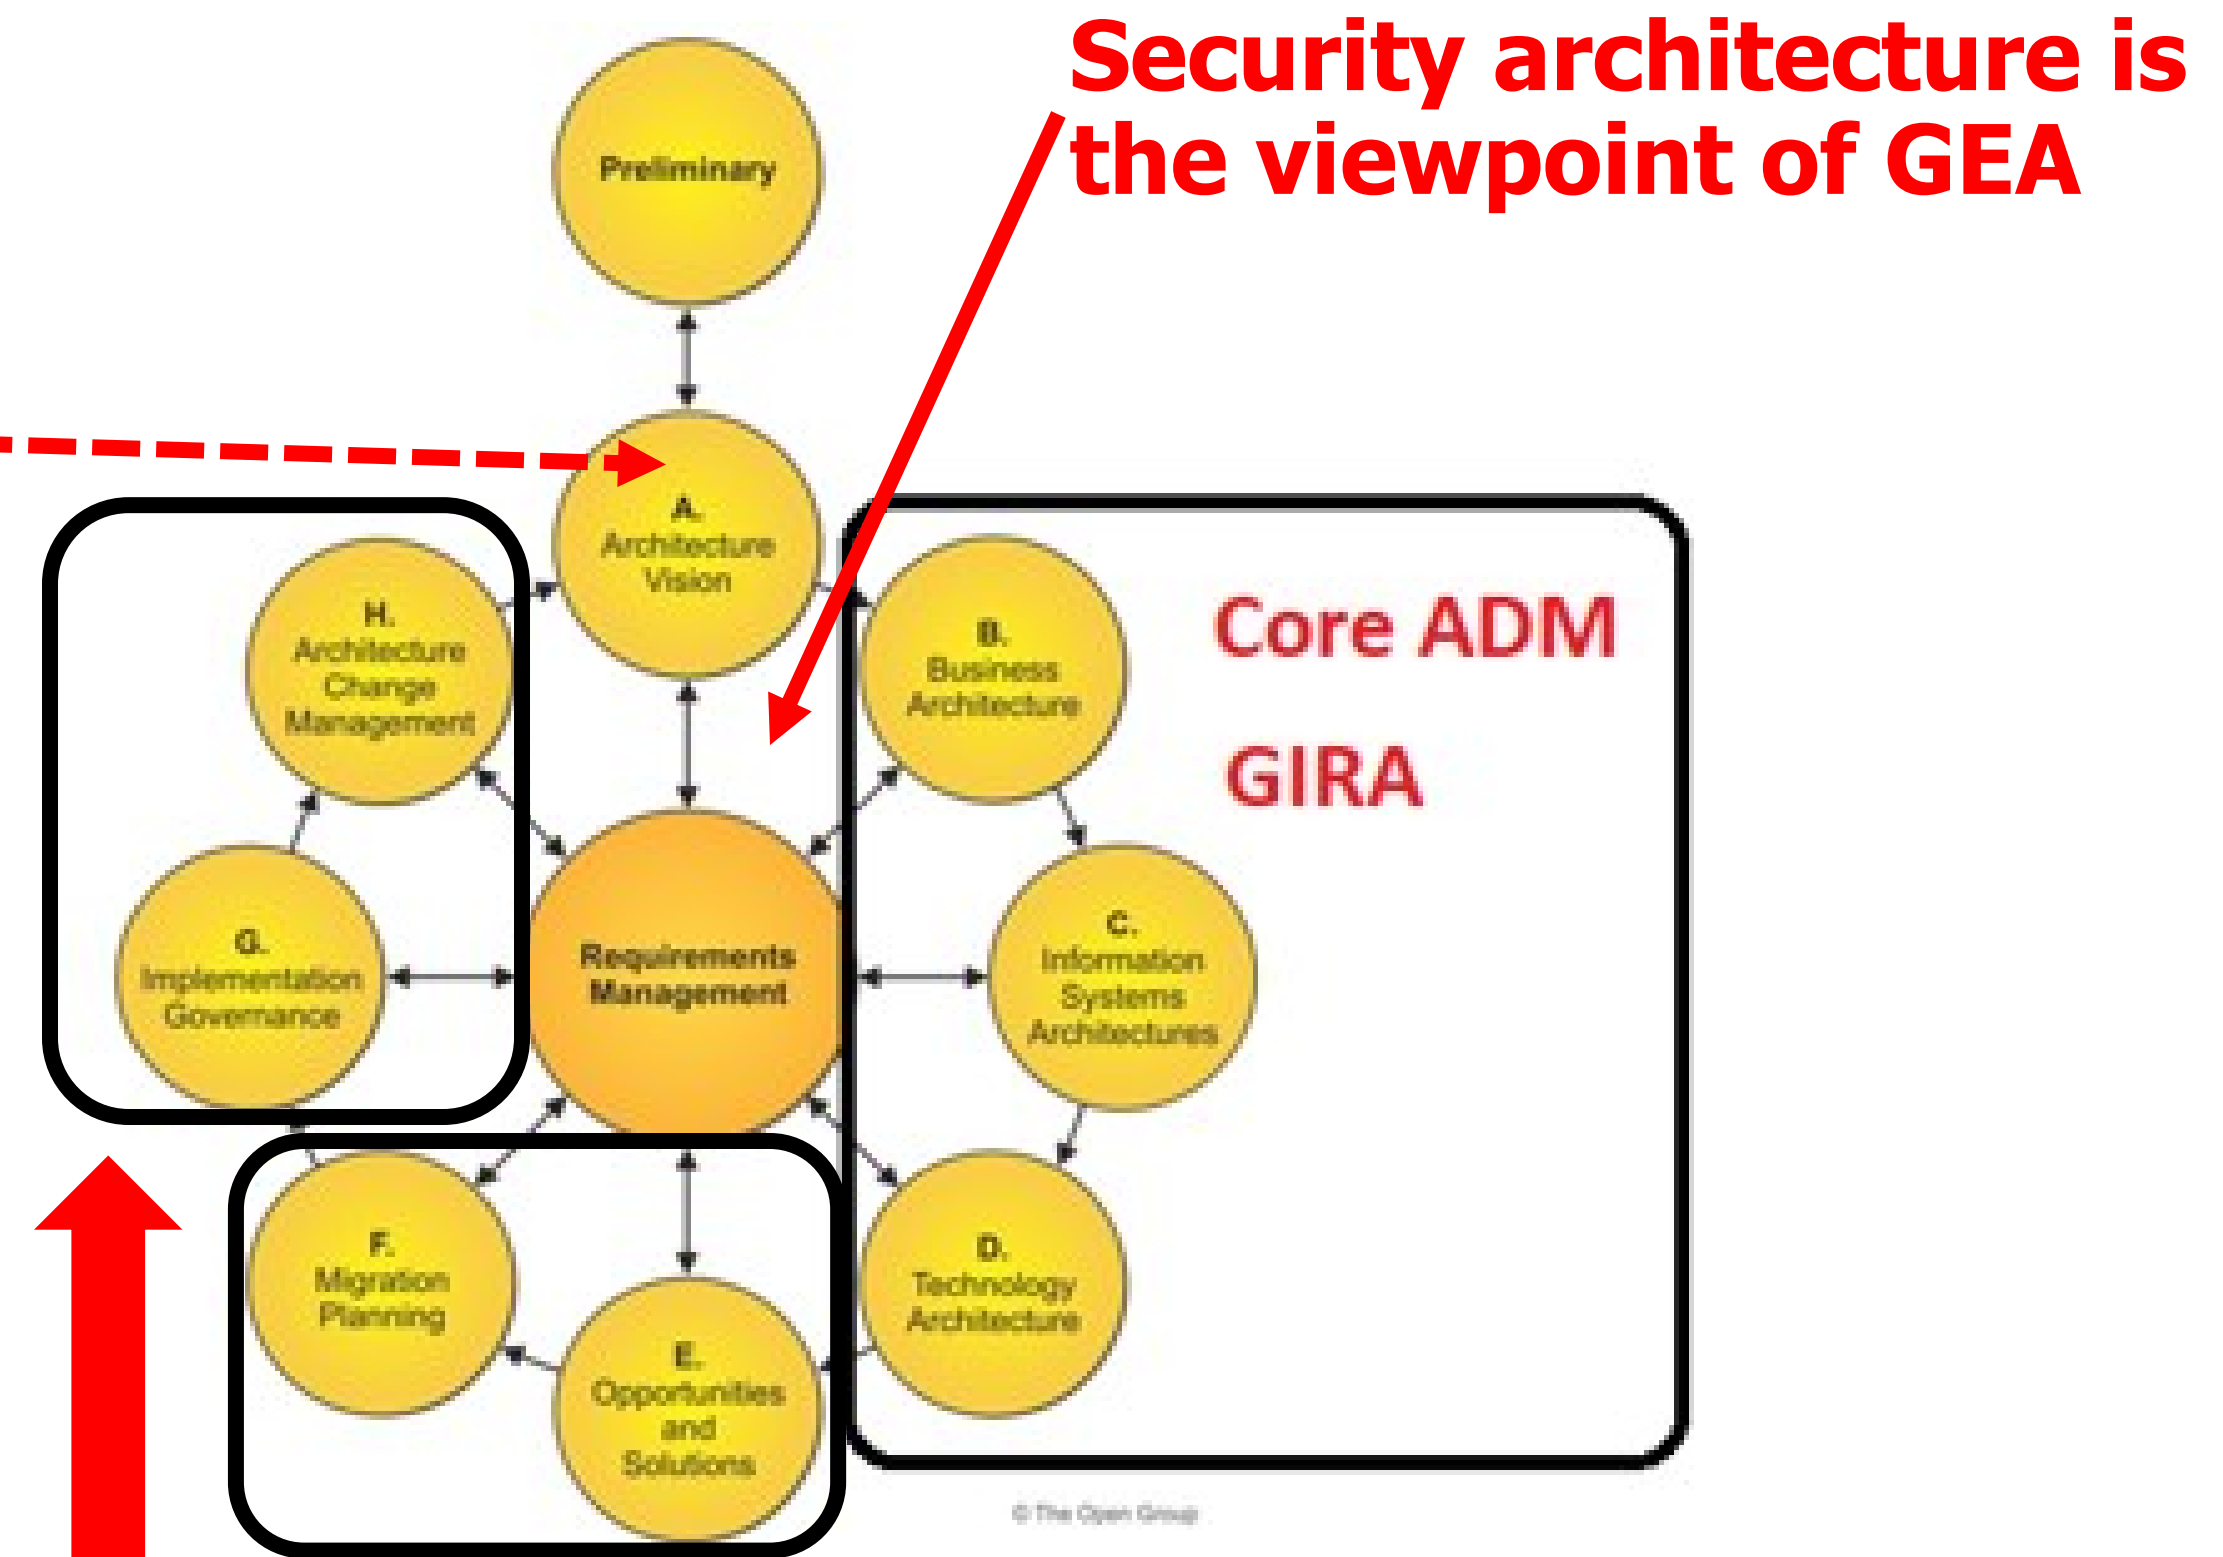 Security architecture is
the viewpoint of GEA
Preliminary
A.
Architecture
Vision
H.
Architecture
Change
Management
B.
Business
Architecture
Core ADM
GIRA
G.
Implementation
Governance
Requirements
Management
C.
Information
Systems
Architectures
F.
Migration
Planning
D.
Technology
Architecture
E.
Opportunities
and
Solutions
© The Open Group